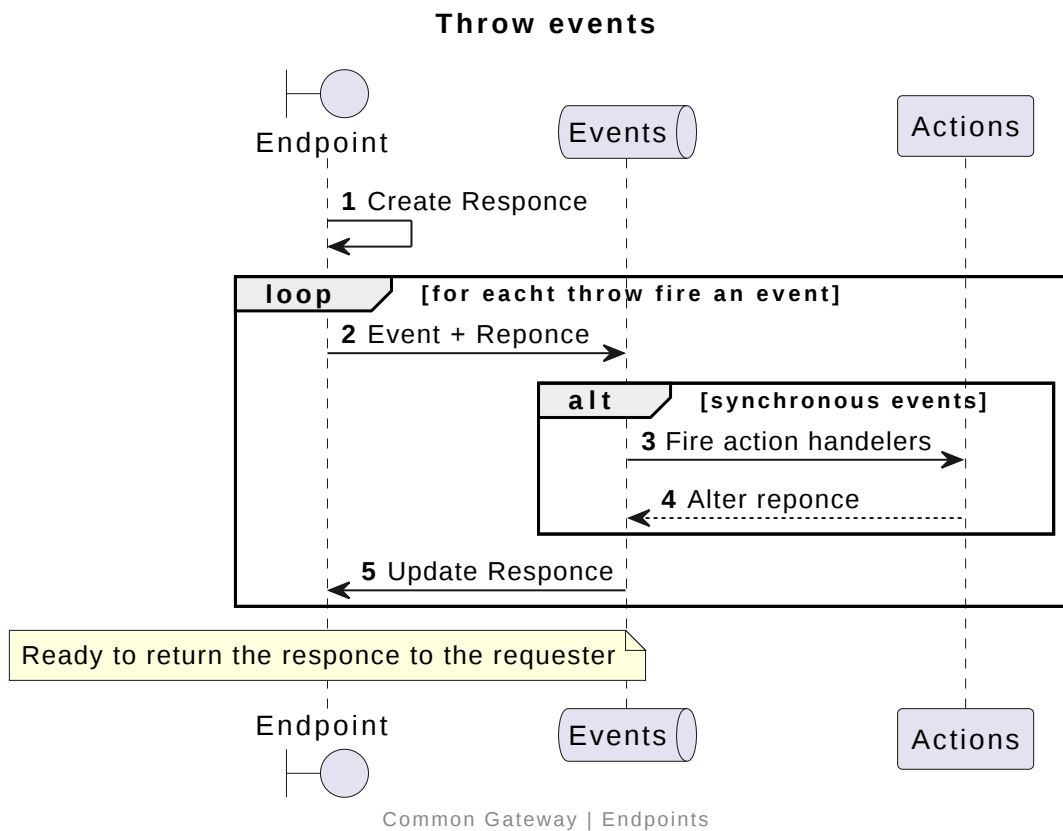 Throw events
Endpoint
Events
Actions
1 Create Responce
loop [for eacht throw fire an event]
2 Event + Reponce
alt [synchronous events]
3 Fire action handelers
4 Alter reponce
5 Update Responce
Ready to return the responce to the requester
Endpoint
Events
Actions
Common Gateway | Endpoints